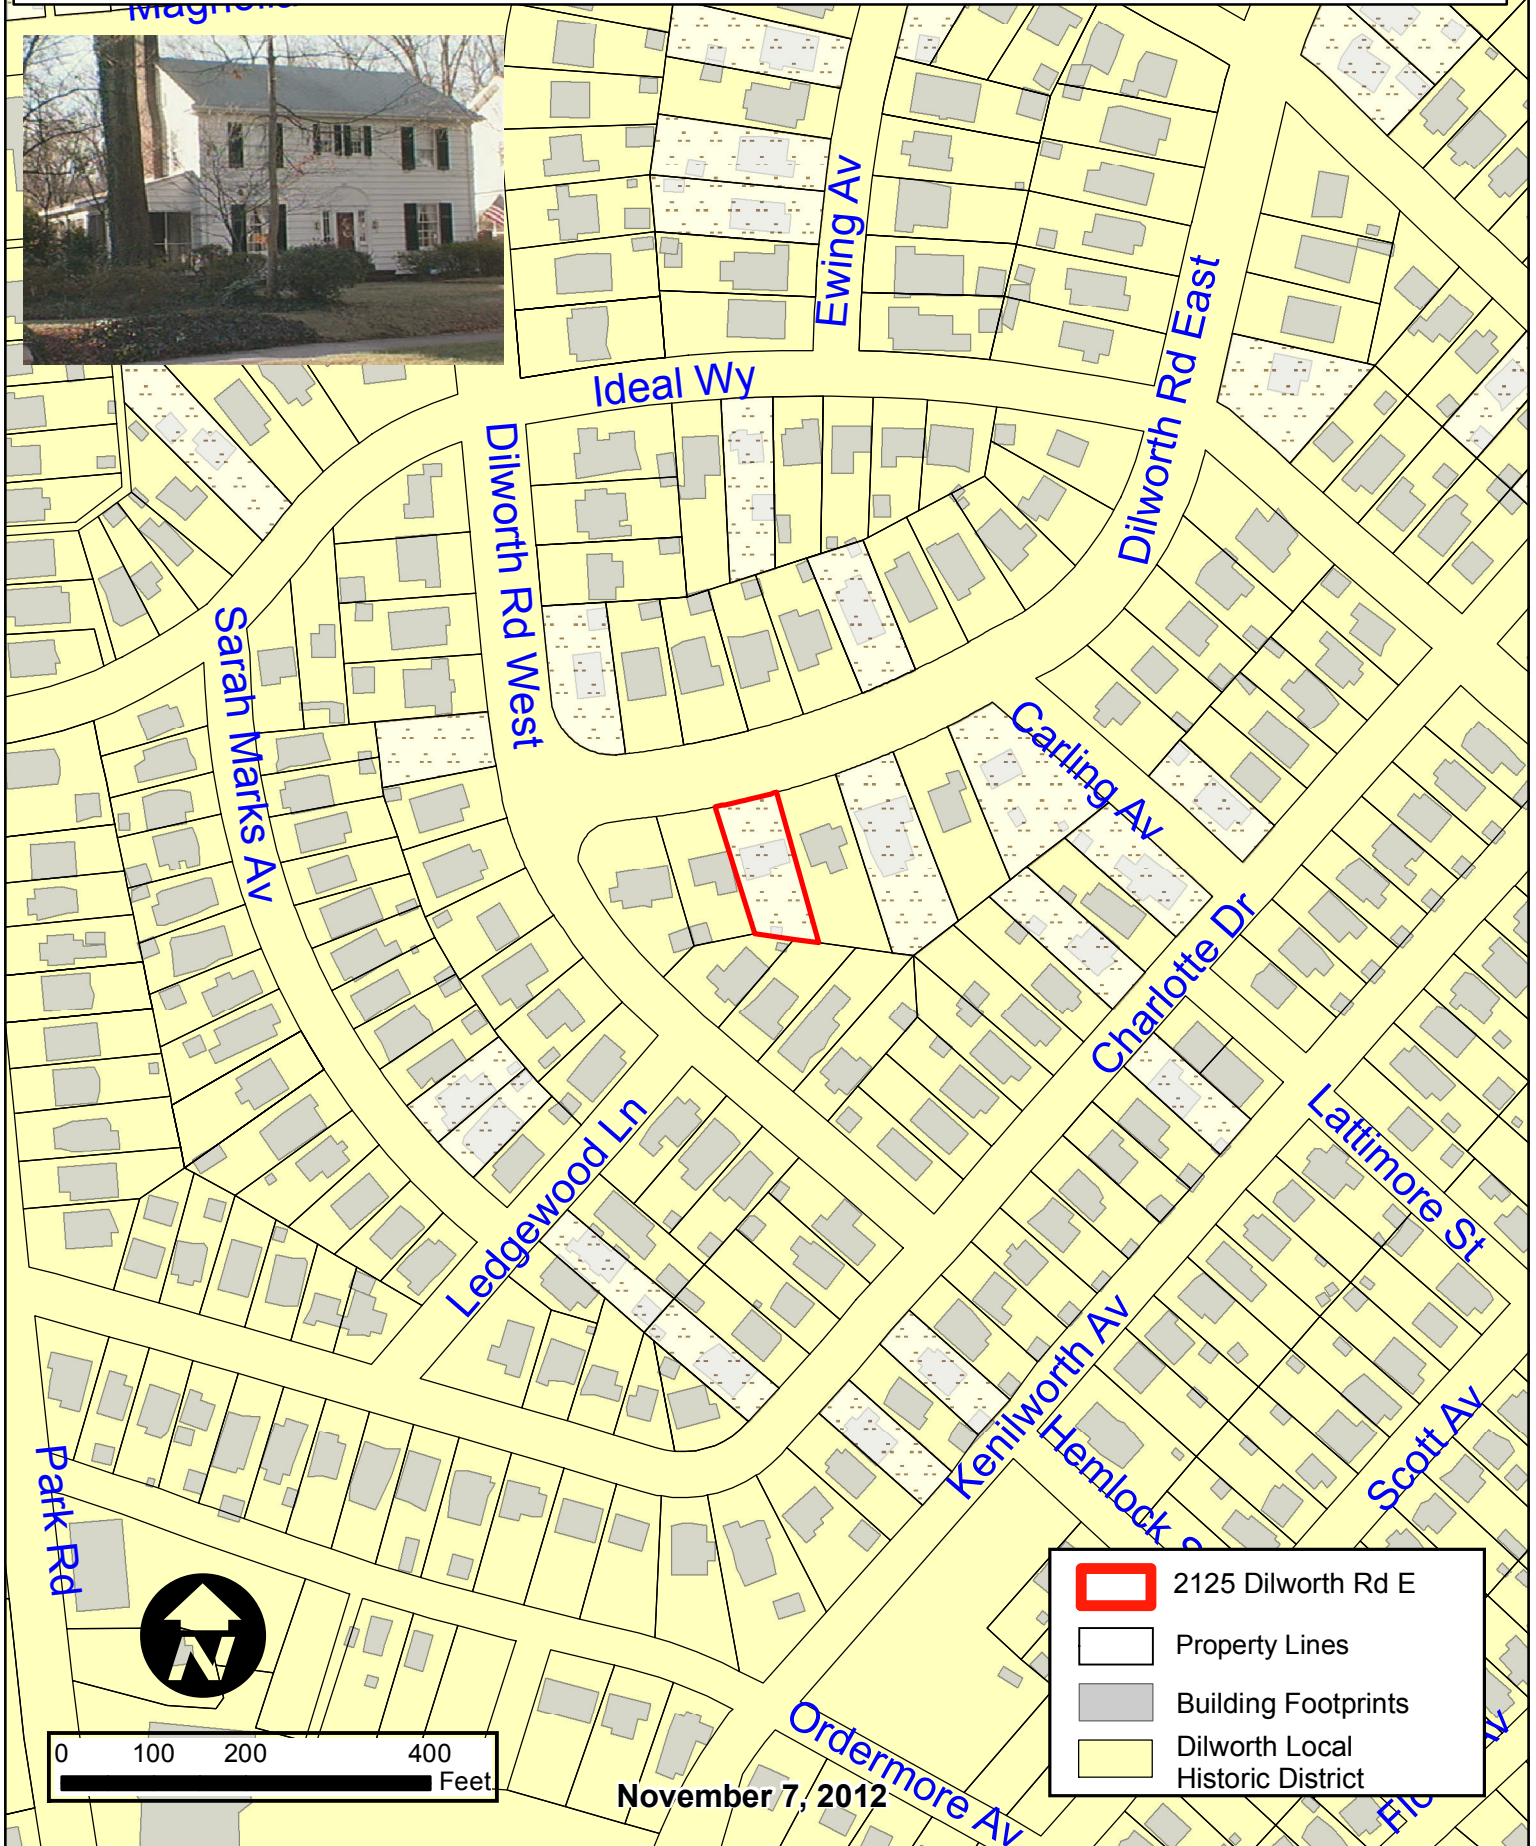 Ewing Av
Dilworth Rd East
Ideal Wy
Dilworth Rd West
Sarah Marks Av
Carling Av
Charlotte Dr
Lattimore St
Ledgewood Ln
Kenilworth Av
Hemlock
Scott Av
Park Rd
Ordermore Av
N
0 100 200 400
Feet
November 7, 2012
2125 Dilworth Rd E
Property Lines
Building Footprints
Dilworth Local
Historic District